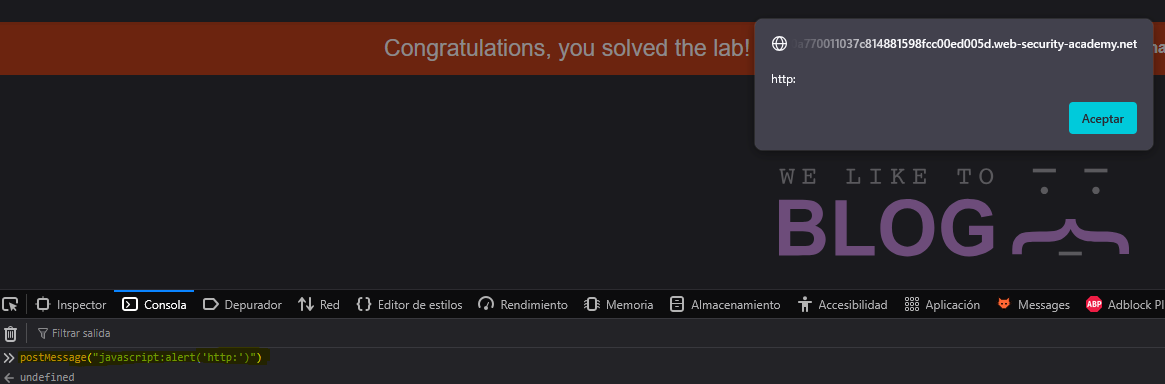 Congratulations, you solved the lab!
a770011037c814881598fcc00ed005d.web-security-academy.net
http:
Aceptar
WE LIKE TO
BLOG
Inspector Consola Depurador Red Editor de estilos Rendimiento Memoria Almacenamiento Accesibilidad Aplicación Messages ABP Adblock Pl
Filtrar salida
postMessage("javascript:alert('http:')")
undefined